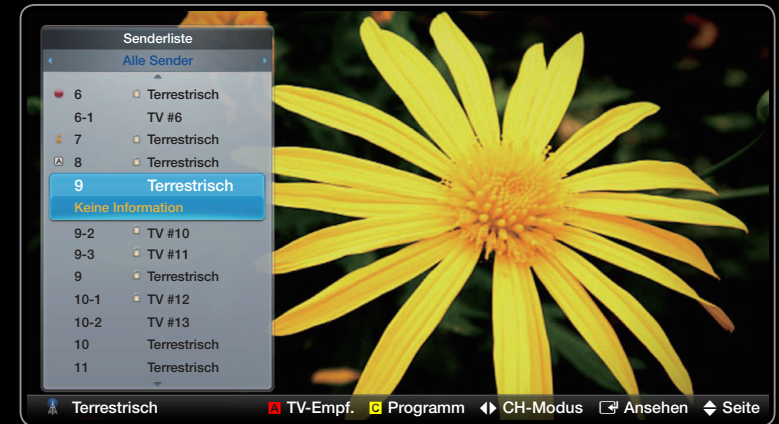 Senderliste
Alle Sender
6 Terrestrisch
6-1 TV #6
7 Terrestrisch
A 8 Terrestrisch
9 Terrestrisch
Keine Information
9-2 TV #10
9-3 TV #11
9 Terrestrisch
10-1 TV #12
10-2 TV #13
10 Terrestrisch
11 Terrestrisch
Terrestrisch A TV-Empf. C Programm CH-Modus Ansehen Seite